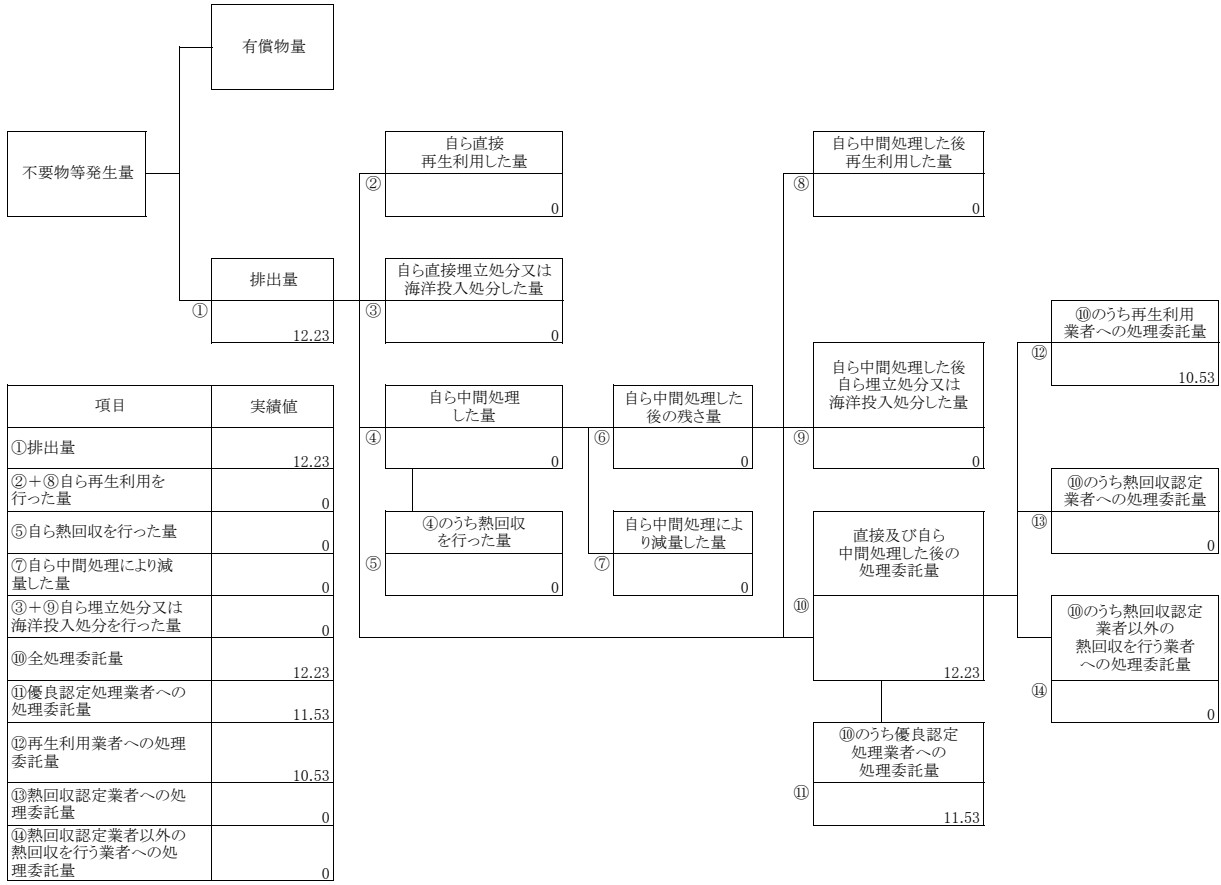 有償物量
不要物等発生量
排出量
①
12.23
自ら直接
再生利用した量
②
0
自ら直接埋立処分又は
海洋投入処分した量
③
0
自ら中間処理
した量
④
0
④のうち熱回収
を行った量
⑤
0
自ら中間処理した
後の残さ量
⑥
0
自ら中間処理によ
り減量した量
⑦
0
自ら中間処理した後
再生利用した量
⑧
0
自ら中間処理した後
自ら埋立処分又は
海洋投入処分した量
⑨
0
直接及び自ら
中間処理した後の
処理委託量
⑩
12.23
⑩のうち優良認定
処理業者への
処理委託量
⑪
11.53
⑩のうち再生利用
業者への処理委託量
⑫
10.53
⑩のうち熱回収認定
業者への処理委託量
⑬
0
⑩のうち熱回収認定
業者以外の
熱回収を行う業者
への処理委託量
⑭
0
項目 実績値
①排出量
12.23
②＋⑧自ら再生利用を
行った量
0
⑤自ら熱回収を行った量
0
⑦自ら中間処理により減
量した量
0
③＋⑨自ら埋立処分又は
海洋投入処分を行った量
0
⑩全処理委託量
12.23
⑪優良認定処理業者への
処理委託量
11.53
⑫再生利用業者への処理
委託量
10.53
⑬熱回収認定業者への処
理委託量
0
⑭熱回収認定業者以外の
熱回収を行う業者への処
理委託量
0